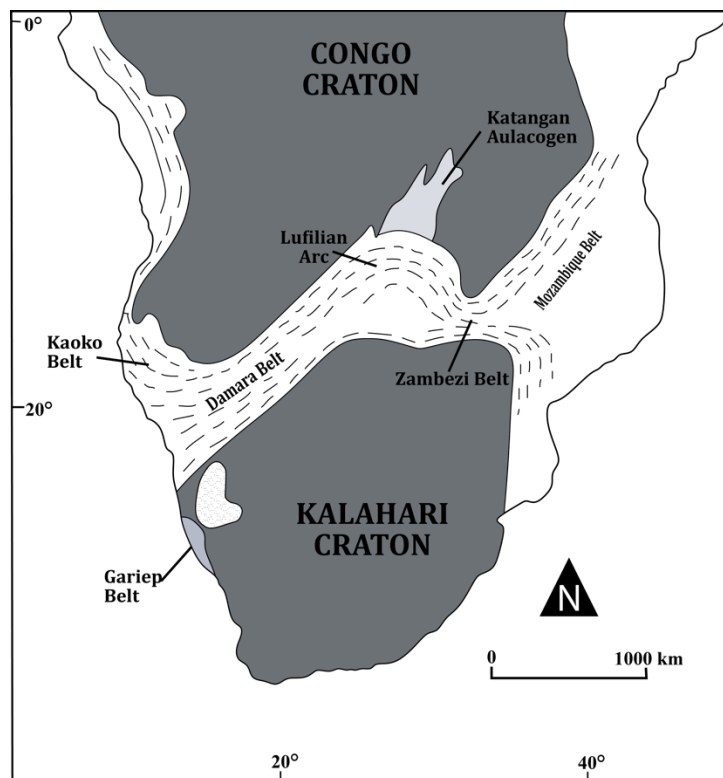 0°
CONGO
CRATON
Katangan
Aulacogen
Lufilian
Arc
Mozambique Belt
Kaoko
Belt
Damara Belt
Zambezi Belt
20°
KALAHARI
CRATON
Gariep
Belt
N
0
1000 km
20°
40°